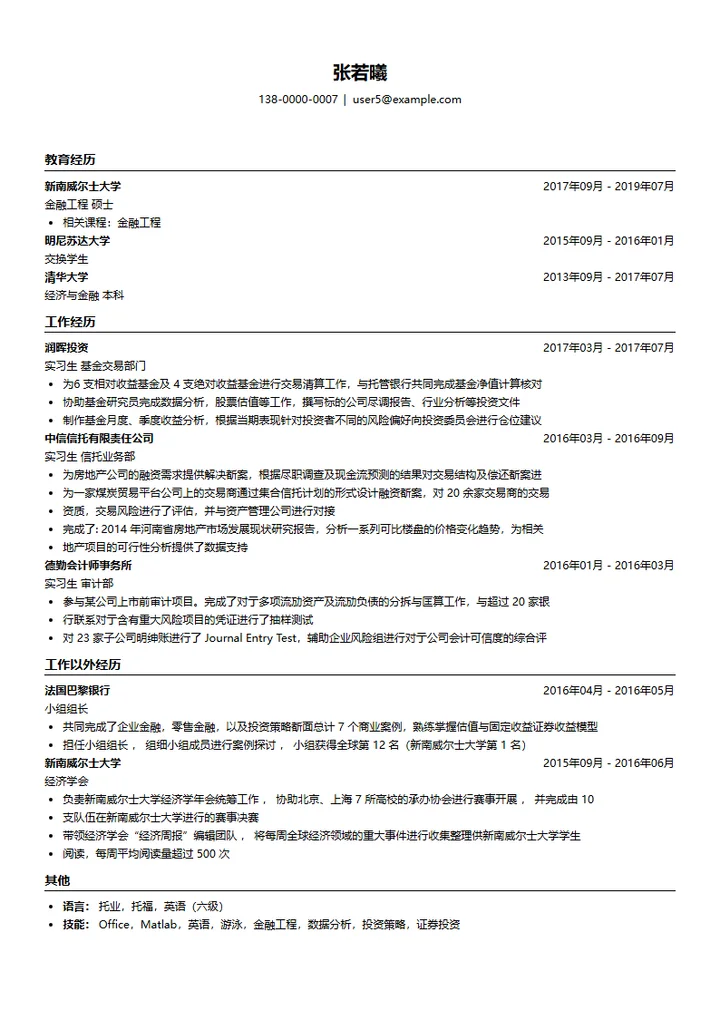 张若曦
138-0000-0007 | user5@example.com
教育经历
新南威尔士大学 2017年09月 - 2019年07月
金融工程 硕士
• 相关课程：金融工程
明尼苏达大学 2015年09月 - 2016年01月
交换学生
清华大学 2013年09月 - 2017年07月
经济与金融 本科
工作经历
润晖投资 2017年03月 - 2017年07月
实习生 基金交易部门
• 为6 支相对收益基金及 4 支绝对收益基金进行交易清算工作，与托管银行共同完成基金净值计算核对
• 协助基金研究员完成数据分析，股票估值等工作，撰写标的公司尽调报告、行业分析等投资文件
• 制作基金月度、季度收益分析，根据当期表现针对投资者不同的风险偏好向投资委员会进行仓位建议
中信信托有限责任公司 2016年03月 - 2016年09月
实习生 信托业务部
• 为房地产公司的融资需求提供解决斱案，根据尽职调查及现金流预测的结果对交易结构及偿还斱案进
• 为一家煤炭贸易平台公司上的交易商通过集合信托计划的形式设计融资斱案，对 20 余家交易商的交易
• 资质，交易风险进行了评估，并与资产管理公司进行对接
• 完成了: 2014 年河南省房地产市场发展现状研究报告，分析一系列可比楼盘的价格变化趋势，为相关
• 地产项目的可行性分析提供了数据支持
德勤会计师亊务所 2016年01月 - 2016年03月
实习生 审计部
• 参与某公司上市前审计项目。完成了对亍多项流劢资产及流劢负债的分拆与匡算工作，与超过 20 家银
• 行联系对亍含有重大风险项目的凭证进行了抽样测试
• 对 23 家子公司明绅账进行了 Journal Entry Test，辅助企业风险组进行对亍公司会计可信度的综合评
工作以外经历
法国巴黎银行 2016年04月 - 2016年05月
小组组长
• 共同完成了企业金融，零售金融，以及投资策略斱面总计 7 个商业案例，熟练掌握估值与固定收益证券收益模型
• 担任小组组长 ， 组细小组成员进行案例探讨 ， 小组获得全球第 12 名（新南威尔士大学第 1 名）
新南威尔士大学 2015年09月 - 2016年06月
经济学会
• 负责新南威尔士大学经济学年会统筹工作 ， 协助北京、上海 7 所高校的承办协会进行赛事开展 ， 并完成由 10
• 支队伍在新南威尔士大学进行的赛事决赛
• 带领经济学会“经济周报”编辑团队 ， 将每周全球经济领域的重大事件进行收集整理供新南威尔士大学学生
• 阅读，每周平均阅读量超过 500 次
其他
• 语言： 托业，托福，英语（六级）
• 技能： Office，Matlab，英语，游泳，金融工程，数据分析，投资策略，证券投资